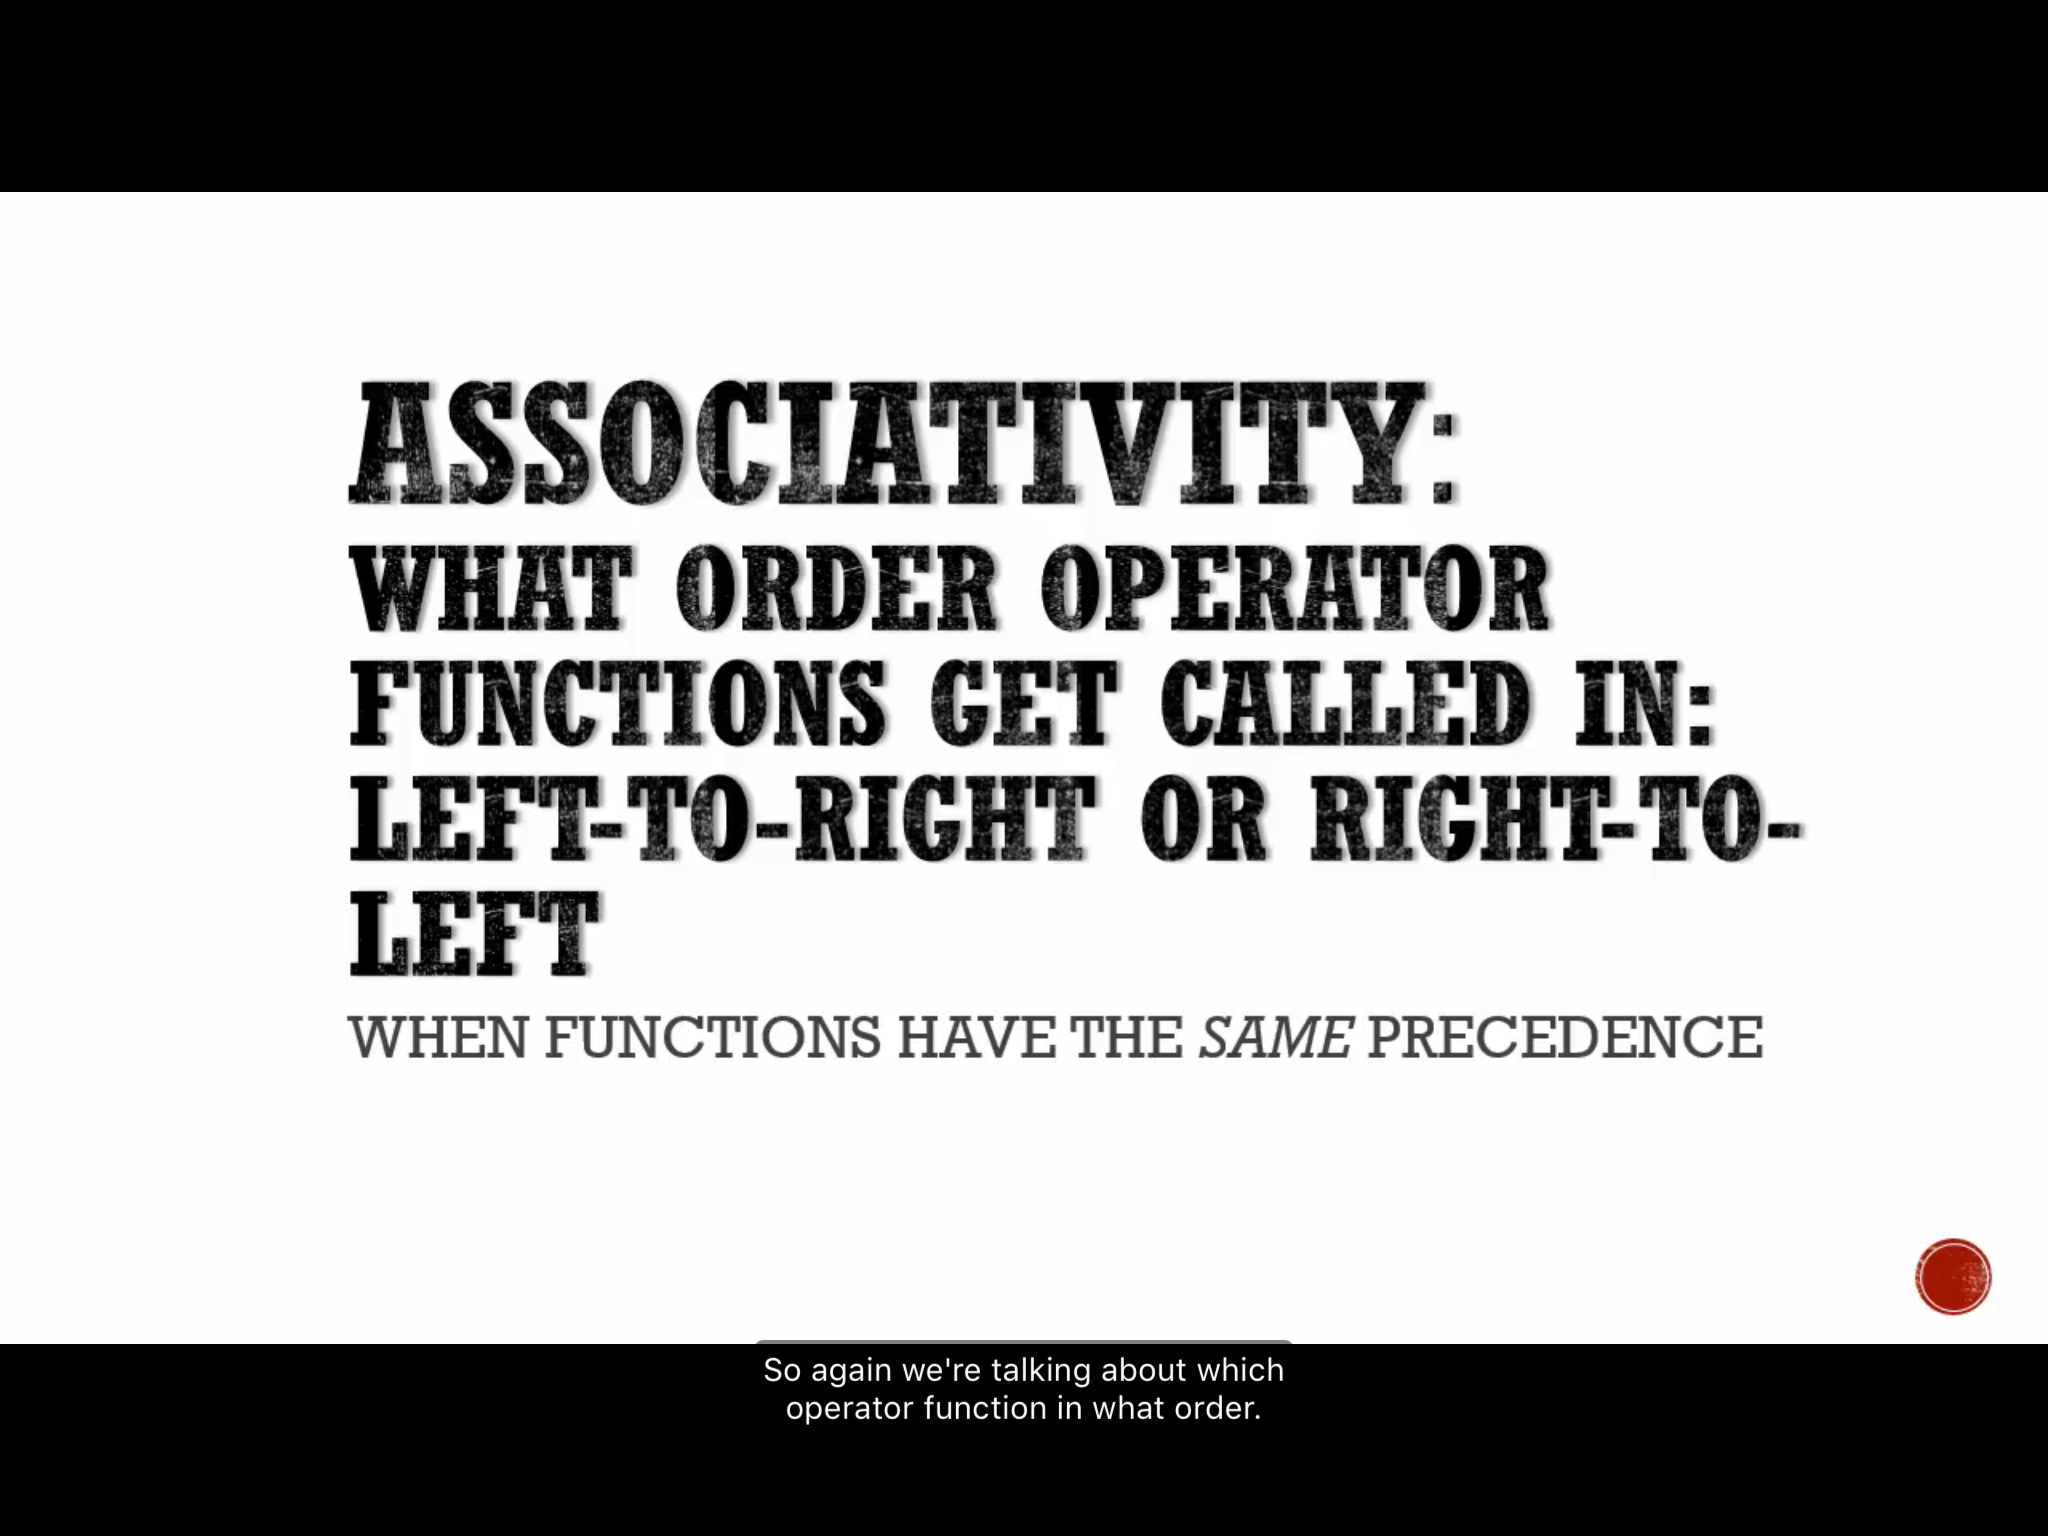 ASSOCIATIVITY:
WHAT ORDER OPERATOR
FUNCTIONS GET CALLED IN:
LEFT-TO-RIGHT OR RIGHT-TO-
LEFT
WHEN FUNCTIONS HAVE THE SAME PRECEDENCE
So again we're talking about which
operator function in what order.